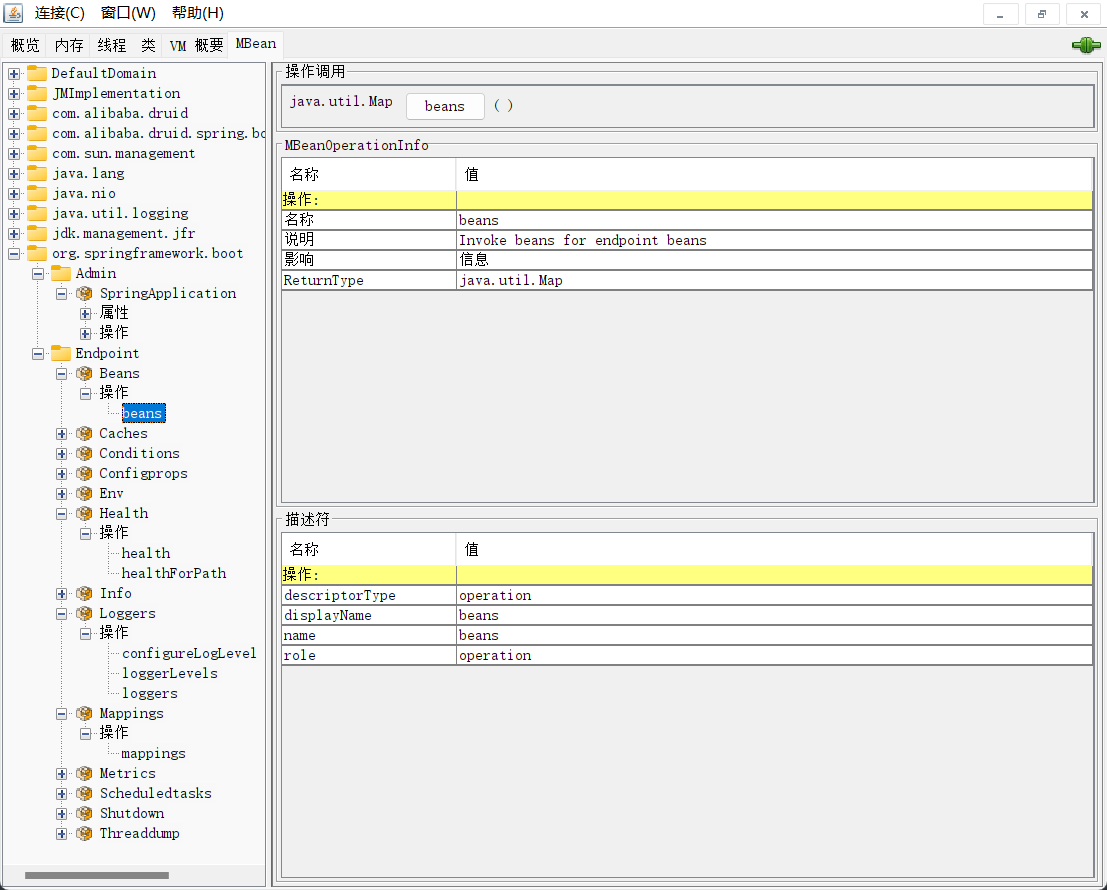 连接(C) 窗口(W) 帮助(H)
概览 内存 线程 类 VM 概要 MBean
DefaultDomain
JMImplementation
com.alibaba.druid
com.alibaba.druid.spring.bo
com.sun.management
java.lang
java.nio
java.util.logging
jdk.management.jfr
org.springframework.boot
Admin
SpringApplication
属性
操作
Endpoint
Beans
操作
beans
Caches
Conditions
Configprops
Env
Health
操作
health
healthForPath
Info
Loggers
操作
configureLogLevel
loggerLevels
loggers
Mappings
操作
mappings
Metrics
Scheduledtasks
Shutdown
Threaddump
操作调用
java.util.Map beans ( )
MBeanOperationInfo
名称 值
操作:
名称 beans
说明 Invoke beans for endpoint beans
影响 信息
ReturnType java.util.Map
描述符
名称 值
操作:
descriptorType operation
displayName beans
name beans
role operation